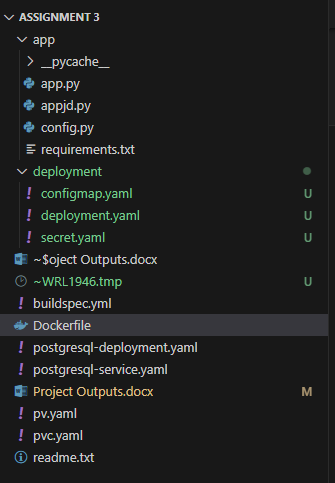 ASSIGNMENT 3
app
__pycache__
app.py
appjd.py
config.py
requirements.txt
deployment
configmap.yaml U
deployment.yaml U
secret.yaml U
~$oject Outputs.docx
~WRL1946.tmp U
buildspec.yml
Dockerfile
postgresql-deployment.yaml
postgresql-service.yaml
Project Outputs.docx M
pv.yaml
pvc.yaml
readme.txt